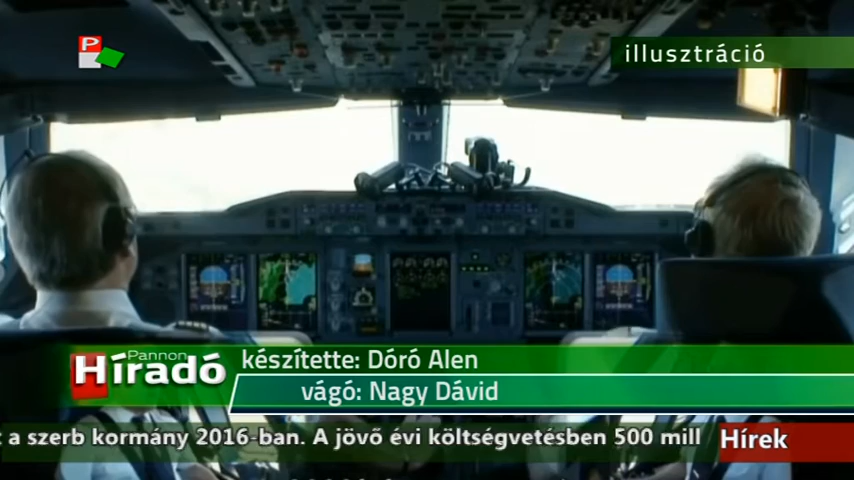 P
illusztráció
Pannon
Híradó
készítette: Dóró Alen
vágó: Nagy Dávid
a szerb kormány 2016-ban. A jövő évi költségvetésben 500 mill
Hírek